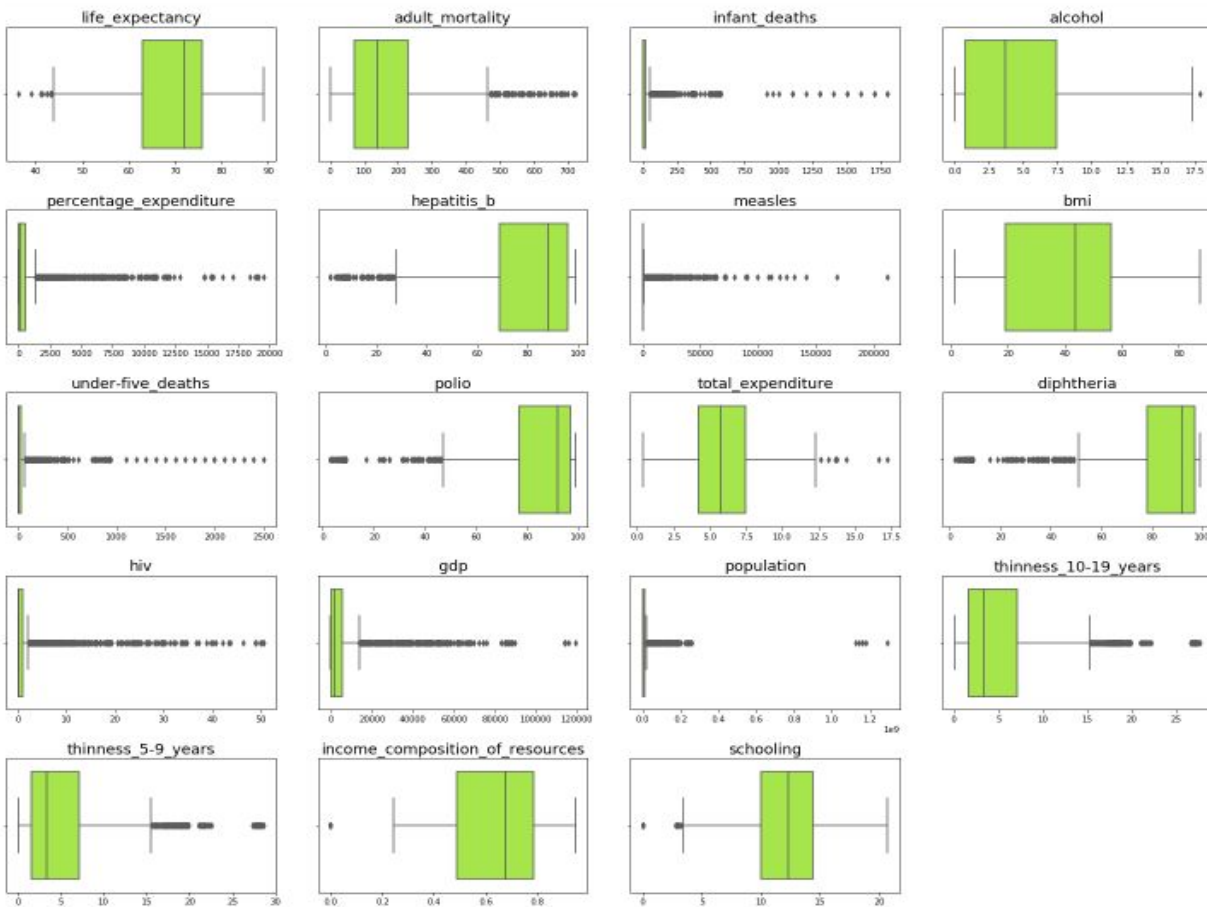 life_expectancy adult_mortality infant_deaths alcohol
40 50 60 70 80 90 0 100 200 300 400 500 600 700 0 250 500 750 1000 1250 1500 1750 0.0 2.5 5.0 7.5 10.0 12.5 15.0 17.5
percentage_expenditure hepatitis_b measles bmi
0 2500 5000 7500 10000 12500 15000 17500 20000 0 20 40 60 80 100 0 50000 100000 150000 200000 0 20 40 60 80
under-five_deaths polio total_expenditure diphtheria
0 500 1000 1500 2000 2500 0 20 40 60 80 100 0.0 2.5 5.0 7.5 10.0 12.5 15.0 17.5 0 20 40 60 80 100
hiv gdp population thinness_10-19_years
0 10 20 30 40 50 0 20000 40000 60000 80000 100000 120000 0.0 0.2 0.4 0.6 0.8 1.0 1.2 0 5 10 15 20 25
1e9
thinness_5-9_years income_composition_of_resources schooling
0 5 10 15 20 25 30 0.0 0.2 0.4 0.6 0.8 0 5 10 15 20